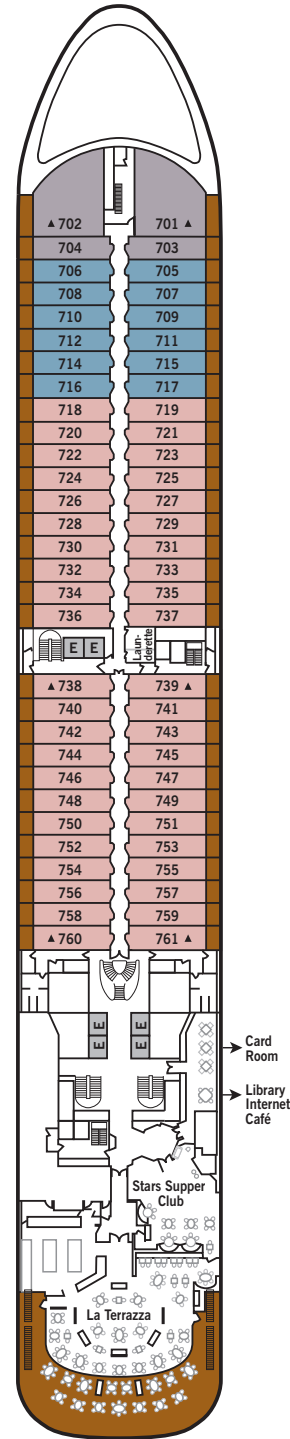 ▲ 702 701 ▲
704 703
706 705
708 707
710 709
712 711
714 715
716 717
718 719
720 721
722 723
724 725
726 727
728 729
730 731
732 733
734 735
736 737
E E
Laun-
derette
▲ 738 739 ▲
740 741
742 743
744 745
746 747
748 749
750 751
752 753
754 755
756 757
758 759
▲ 760 761 ▲
E E
E E
Card
Room
Library
Internet
Café
Stars Supper
Club
La Terrazza